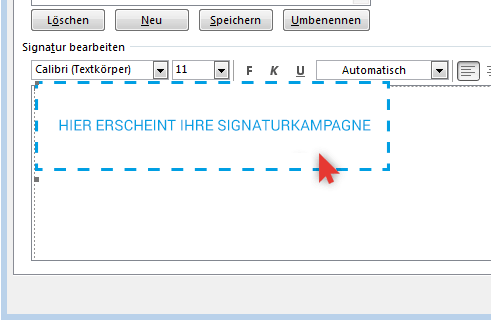 Löschen Neu Speichern Umbenennen
Signatur bearbeiten
Calibri (Textkörper) 11 F K U Automatisch
HIER ERSCHEINT IHRE SIGNATURKAMPAGNE